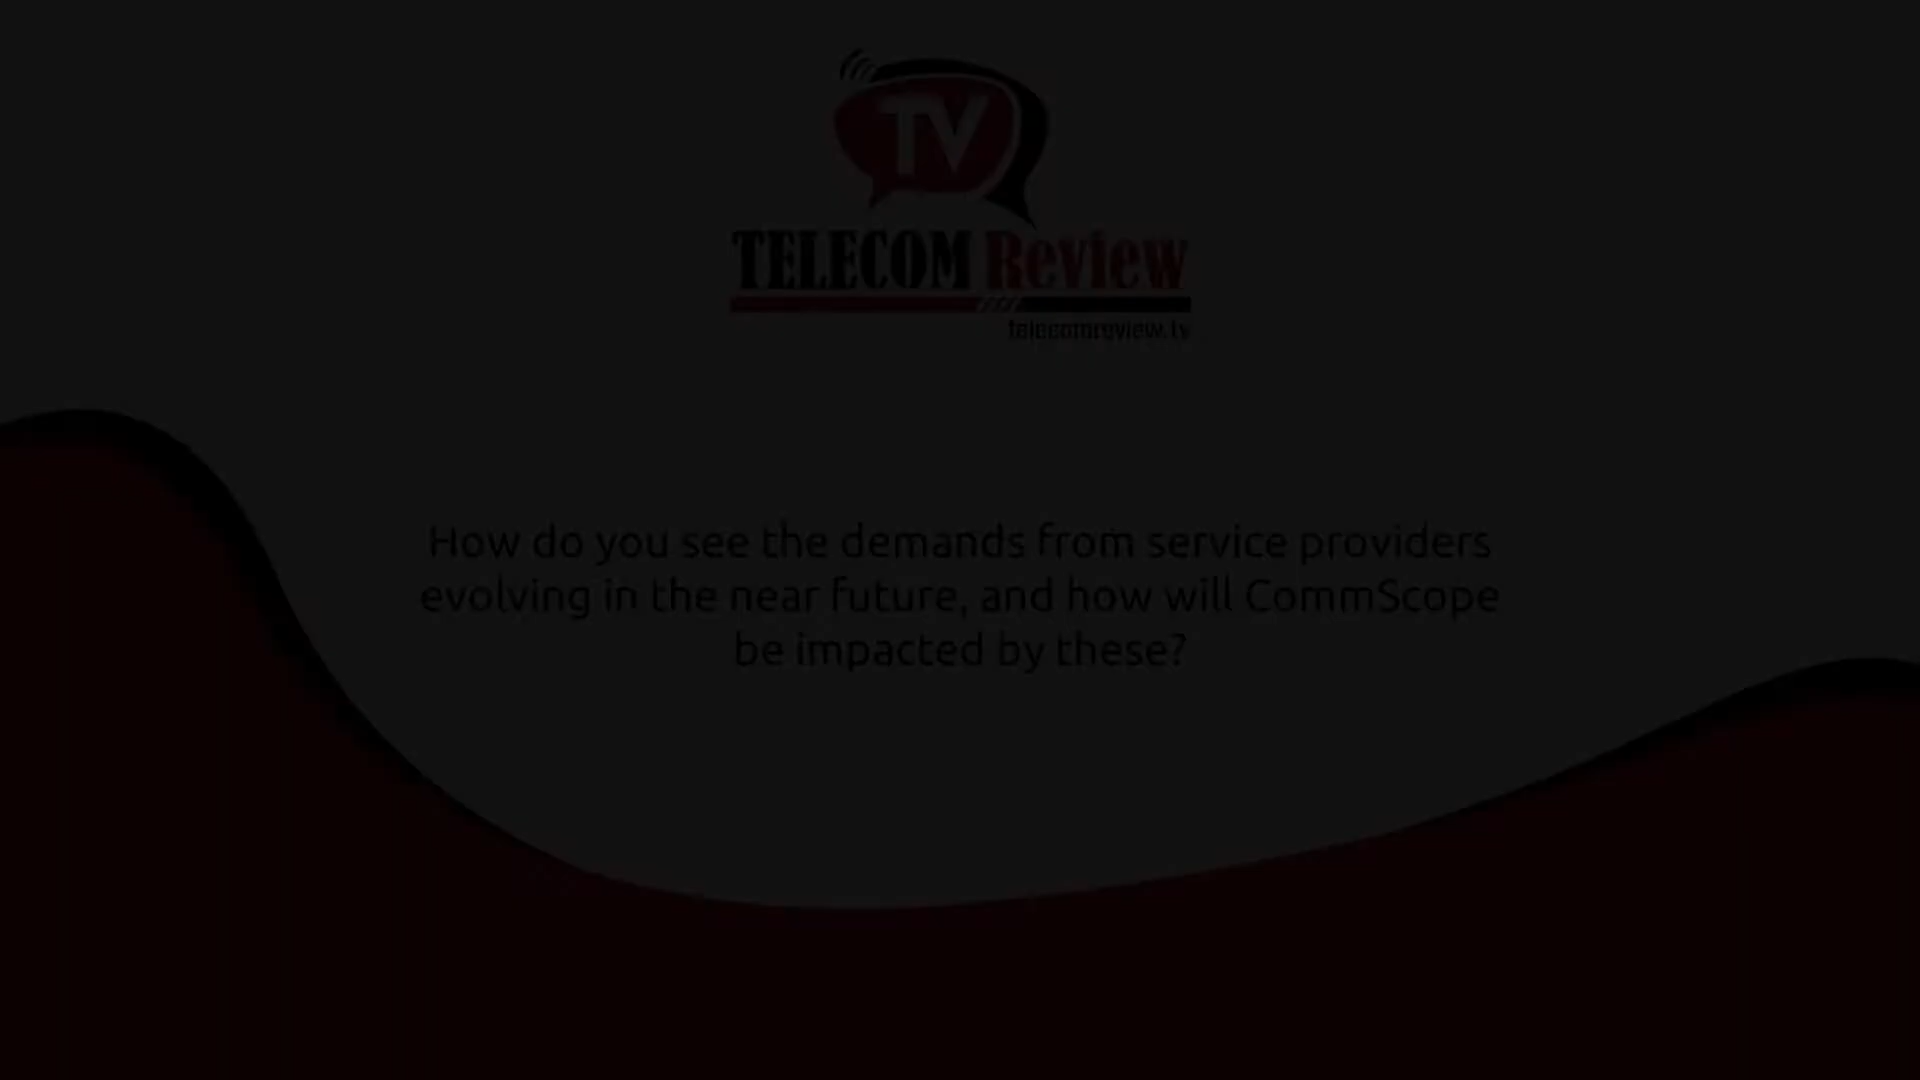 TV
TELECOM Review
telecomreview.tv
How do you see the demands from service providers
evolving in the near future, and how will CommScope
be impacted by these?